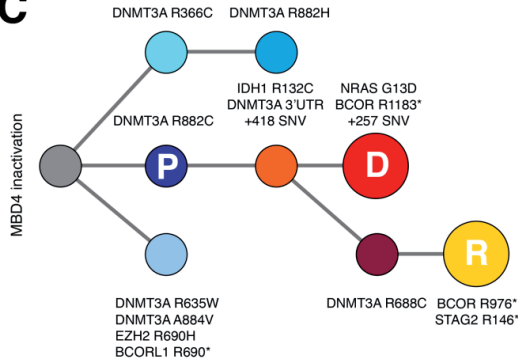 C
DNMT3A R366C
DNMT3A R882H
MBD4 inactivation
DNMT3A R882C
IDH1 R132C
DNMT3A 3'UTR
+418 SNV
NRAS G13D
BCOR R1183*
+257 SNV
P
D
R
DNMT3A R635W
DNMT3A A884V
EZH2 R690H
BCORL1 R690*
DNMT3A R688C
BCOR R976*
STAG2 R146*